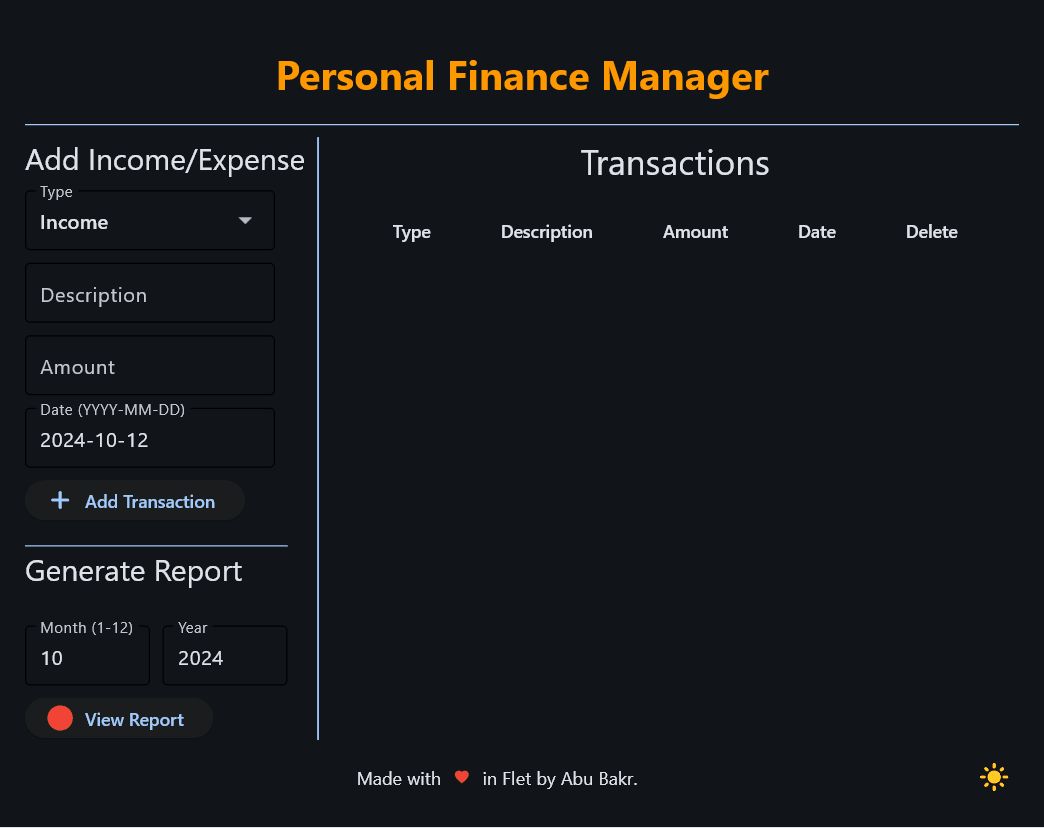 Personal Finance Manager
Add Income/Expense
Type
Income
Description
Amount
Date (YYYY-MM-DD)
2024-10-12
Add Transaction
Generate Report
Month (1-12)
10
Year
2024
View Report
Transactions
Type Description Amount Date Delete
Made with ❤ in Flet by Abu Bakr.